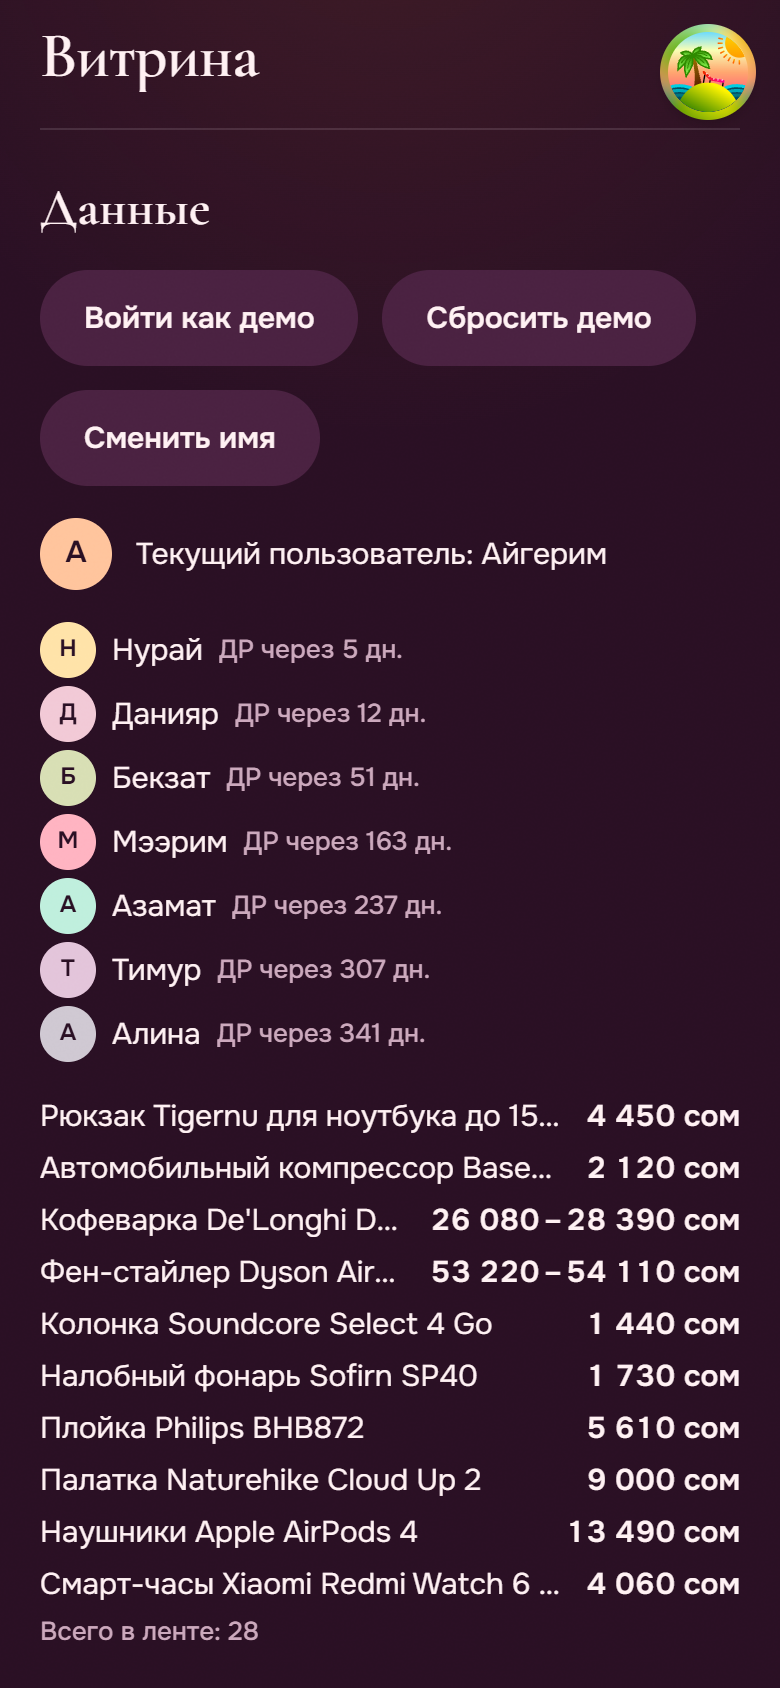 Витрина
Данные
Войти как демо
Сбросить демо
Сменить имя
А Текущий пользователь: Айгерим
Н Нурай ДР через 5 дн.
Д Данияр ДР через 12 дн.
Б Бекзат ДР через 51 дн.
М Мээрим ДР через 163 дн.
А Азамат ДР через 237 дн.
Т Тимур ДР через 307 дн.
А Алина ДР через 341 дн.
Рюкзак Tigernu для ноутбука до 15... 4 450 сом
Автомобильный компрессор Base... 2 120 сом
Кофеварка De'Longhi D... 26 080–28 390 сом
Фен-стайлер Dyson Air... 53 220–54 110 сом
Колонка Soundcore Select 4 Go 1 440 сом
Налобный фонарь Sofirn SP40 1 730 сом
Плойка Philips BHB872 5 610 сом
Палатка Naturehike Cloud Up 2 9 000 сом
Наушники Apple AirPods 4 13 490 сом
Смарт-часы Xiaomi Redmi Watch 6 ... 4 060 сом
Всего в ленте: 28